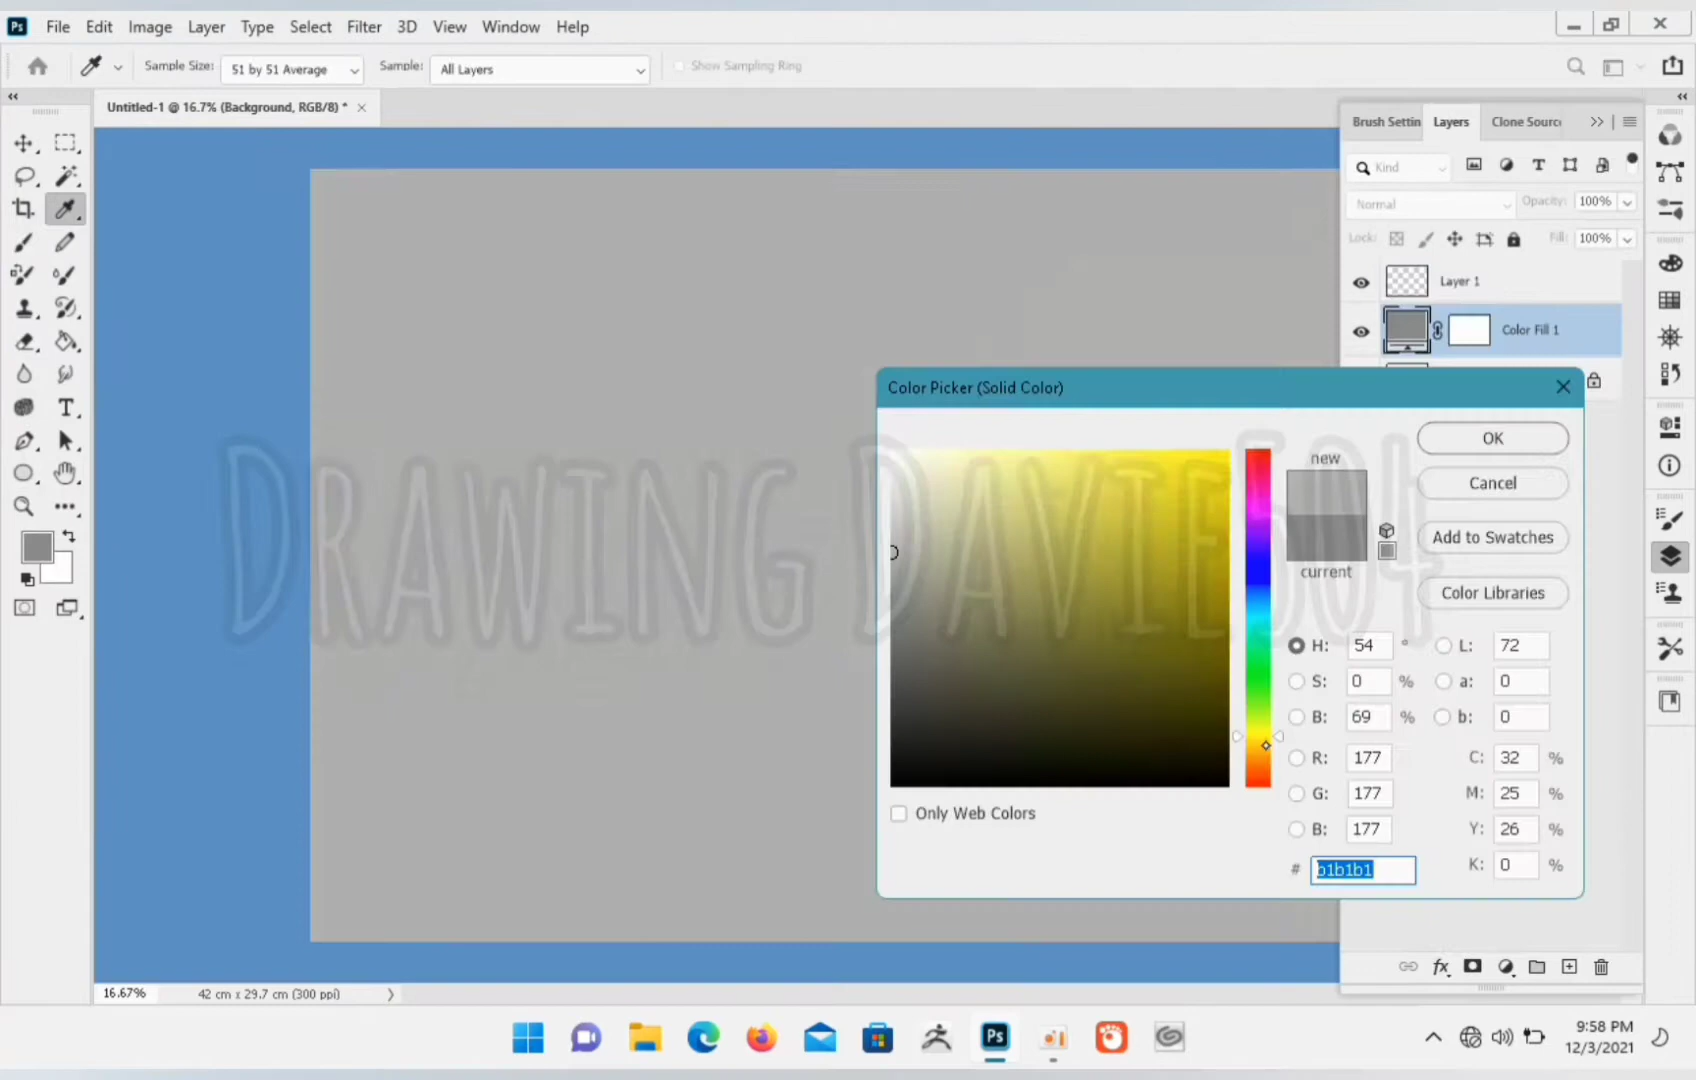 Ps File Edit Image Layer Type Select Filter 3D View Window Help
Sample Size: 51 by 51 Average Sample: All Layers Show Sampling Ring
Untitled-1 @ 16.7% (Background, RGB/8) *
Brush Settin Layers Clone Sourc
Kind
Normal Opacity: 100%
Lock: Fill: 100%
Layer 1
Color Fill 1
Color Picker (Solid Color)
OK
new
Cancel
Add to Swatches
current
Color Libraries
DRAWING DAVIE504
H: 54 ° L: 72
S: 0 % a: 0
B: 69 % b: 0
R: 177 C: 32 %
G: 177 M: 25 %
B: 177 Y: 26 %
# b1b1b1 K: 0 %
Only Web Colors
fx
16.67% 42 cm x 29.7 cm (300 ppi)
Ps
9:58 PM
12/3/2021